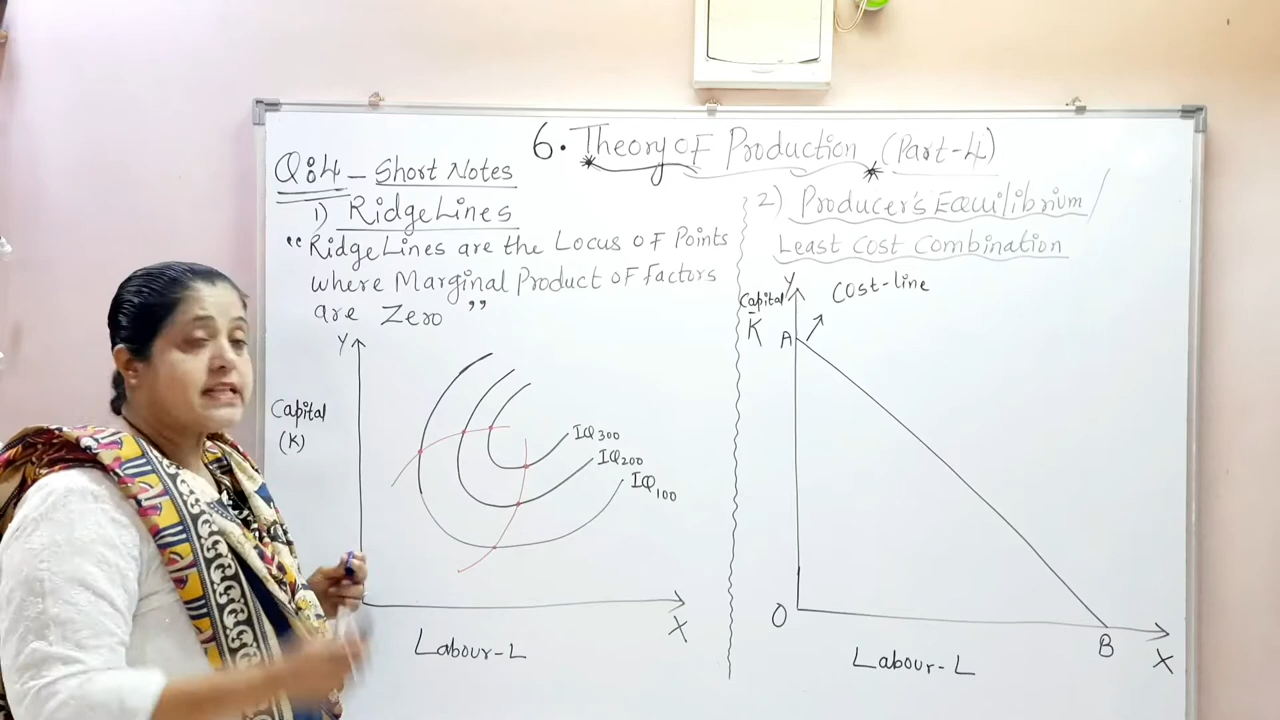 6. Theory of Production (Part-4)
Q:4 - Short Notes
1) Ridge Lines
"Ridge Lines are the Locus of Points
where Marginal Product of factors
are Zero"
Y
Capital
(K)
IQ300
IQ200
IQ100
X
Labour-L
2) Producer's Equilibrium/
Least Cost Combination
Y
Cost-line
Capital
K
A
O
B
X
Labour-L